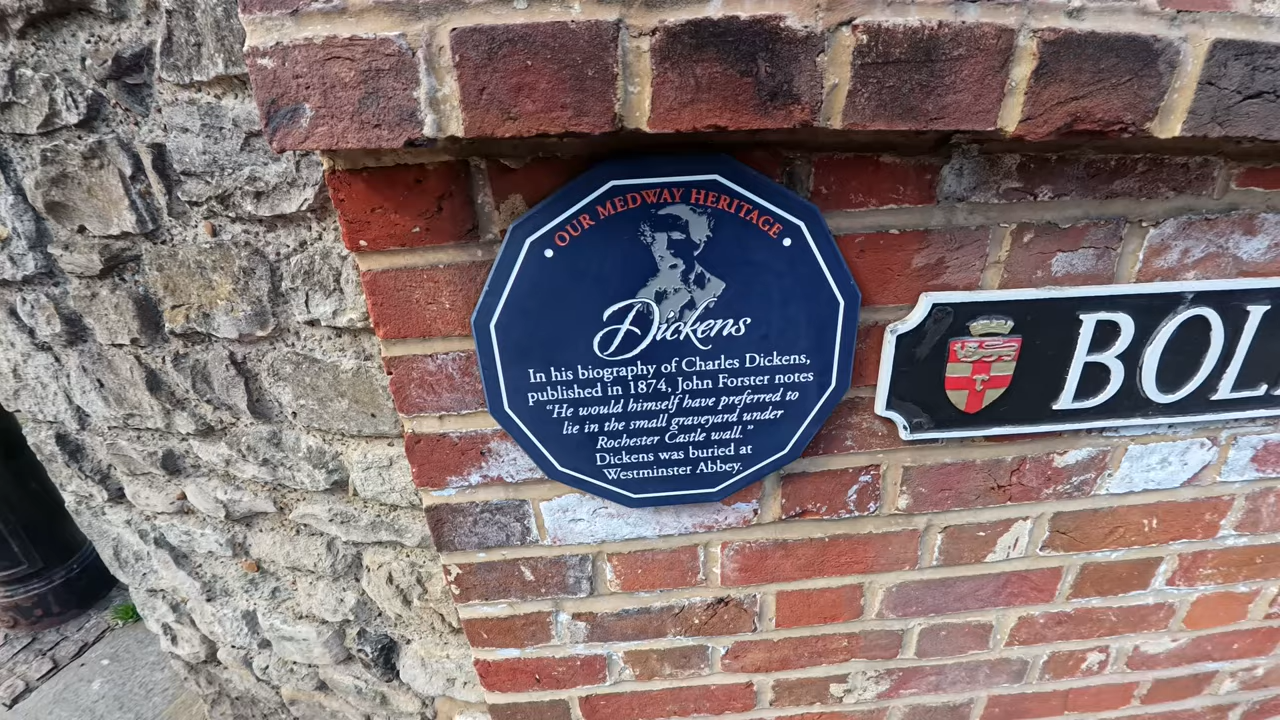 OUR MEDWAY HERITAGE
Dickens
In his biography of Charles Dickens,
published in 1874, John Forster notes
"He would himself have preferred to
lie in the small graveyard under
Rochester Castle wall."
Dickens was buried at
Westminster Abbey.
BOL